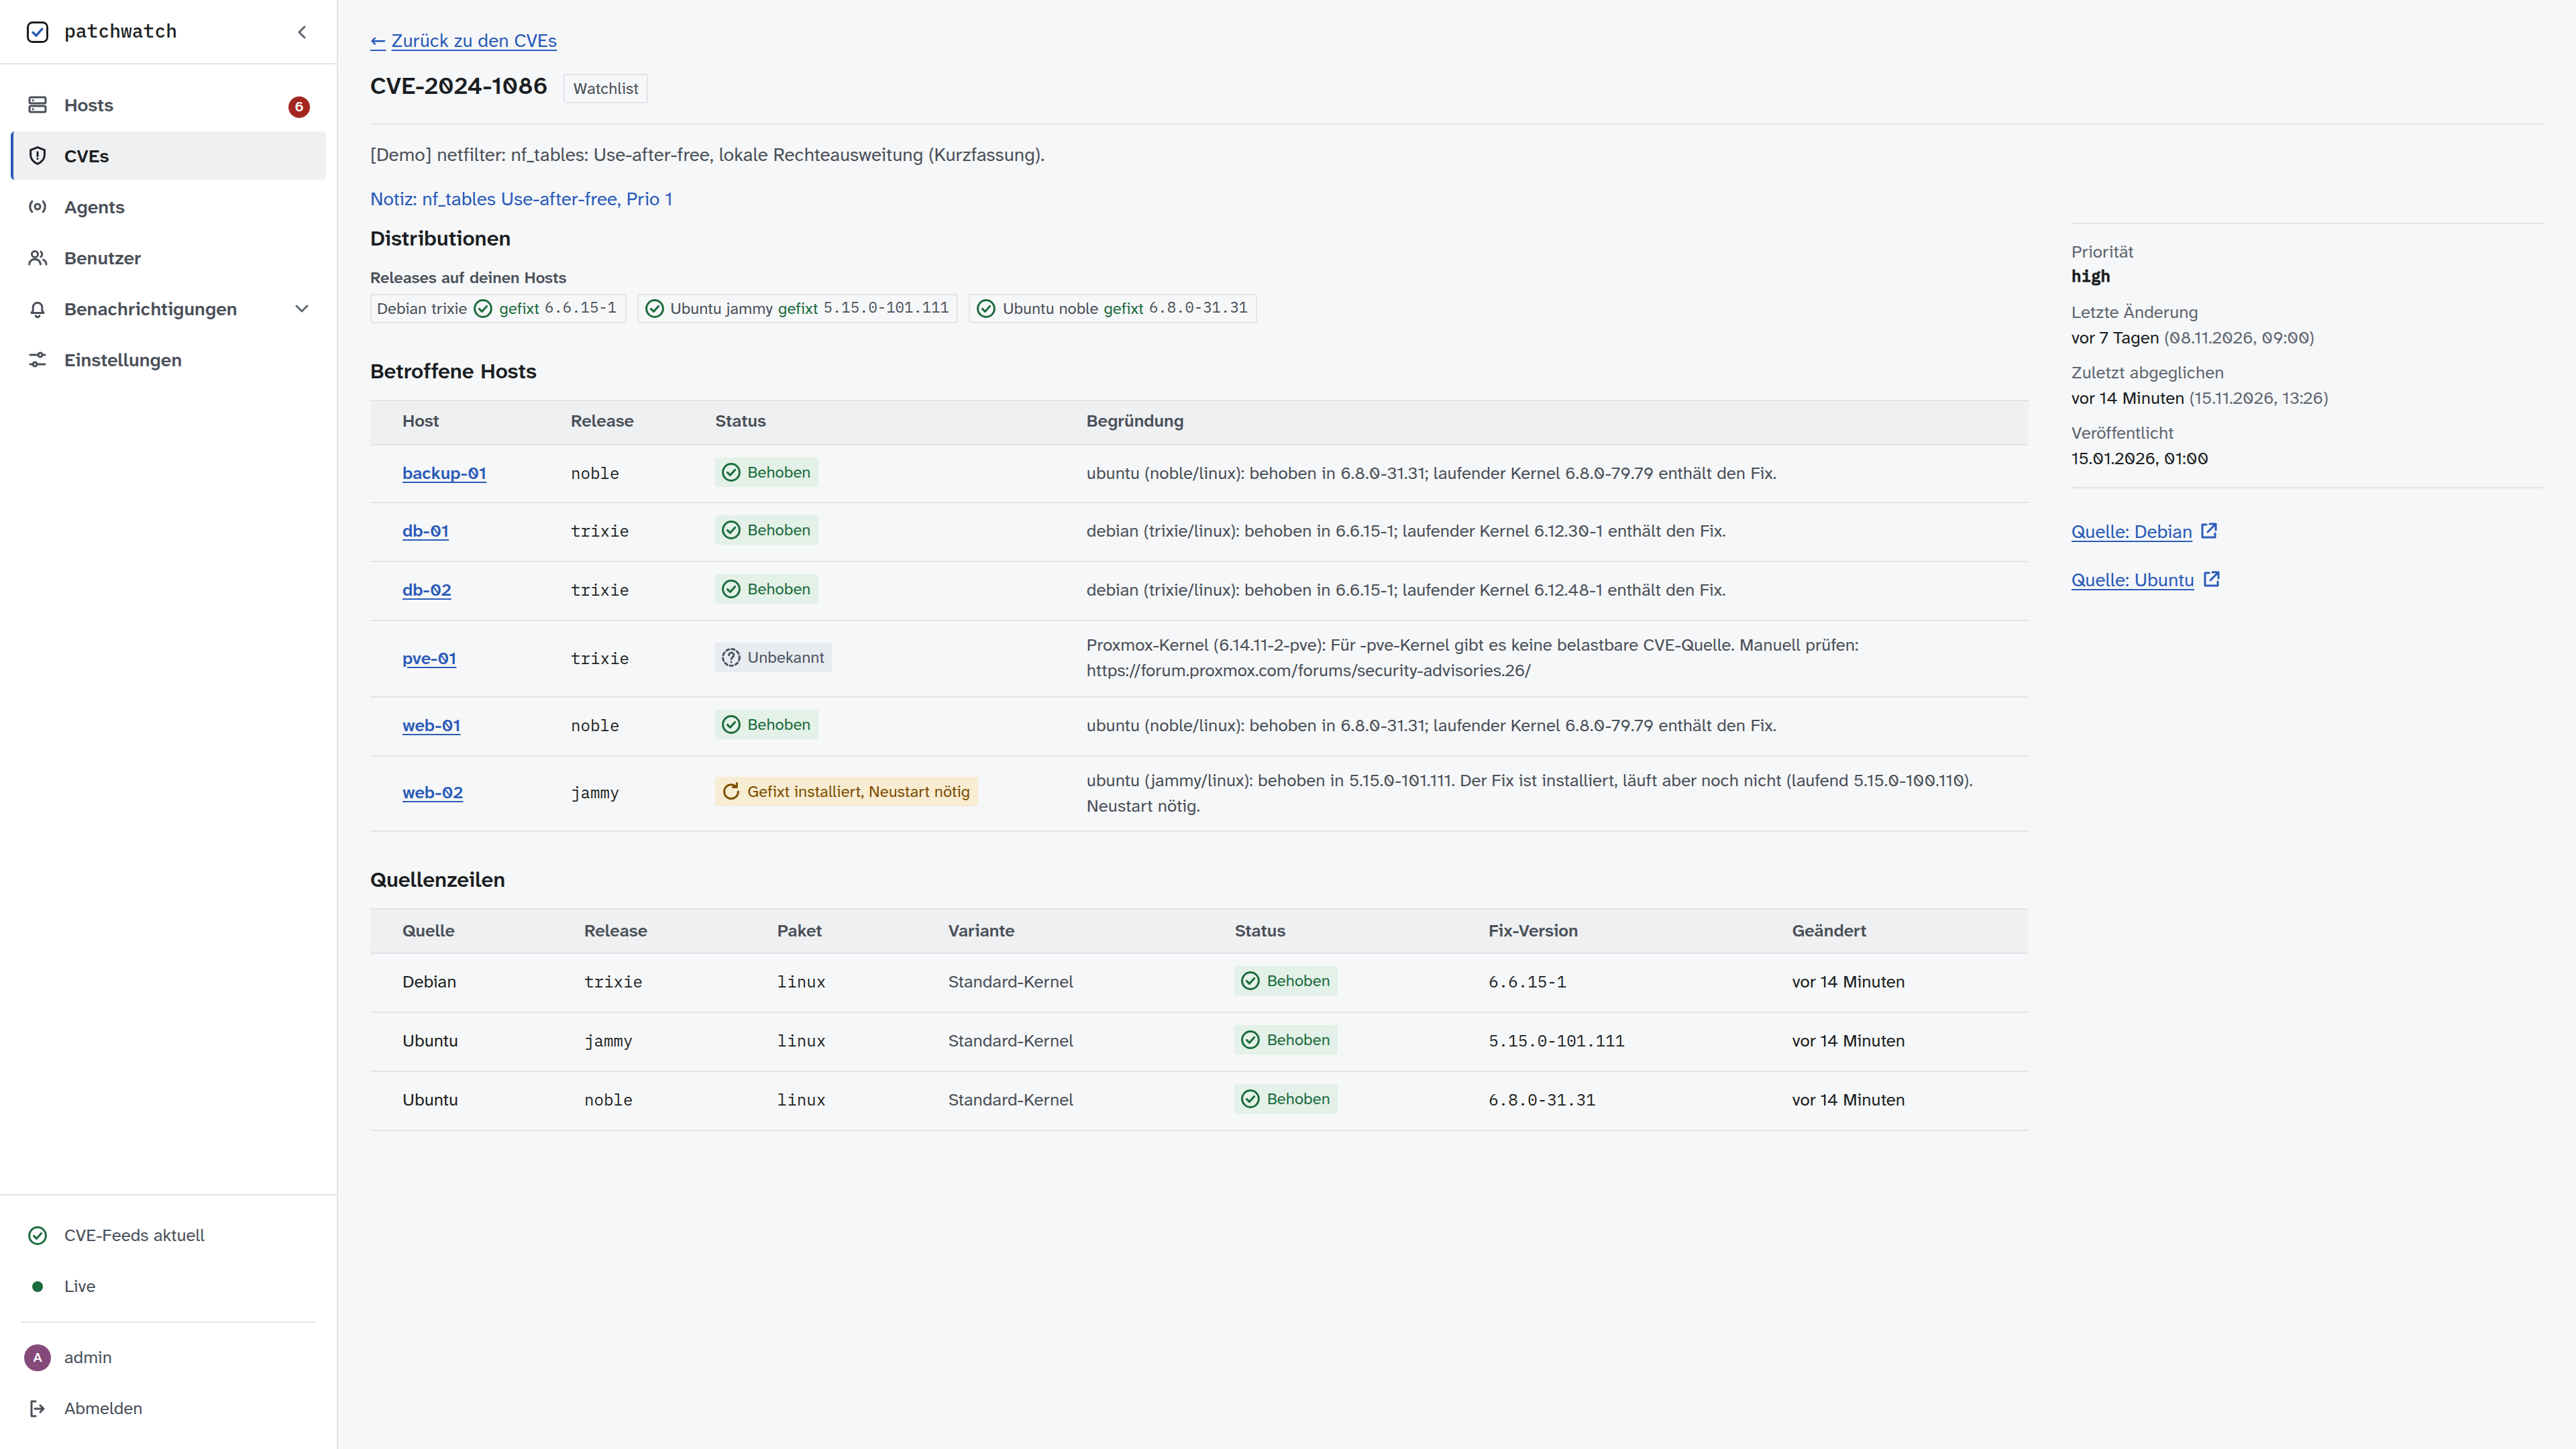 patchwatch
Hosts
6
CVEs
Agents
Benutzer
Benachrichtigungen
Einstellungen
CVE-Feeds aktuell
Live
A
admin
Abmelden
← Zurück zu den CVEs
CVE-2024-1086 Watchlist
[Demo] netfilter: nf_tables: Use-after-free, lokale Rechteausweitung (Kurzfassung).
Notiz: nf_tables Use-after-free, Prio 1
Distributionen
Releases auf deinen Hosts
Debian trixie gefixt 6.6.15-1 Ubuntu jammy gefixt 5.15.0-101.111 Ubuntu noble gefixt 6.8.0-31.31
Betroffene Hosts
Host Release Status Begründung
backup-01 noble Behoben ubuntu (noble/linux): behoben in 6.8.0-31.31; laufender Kernel 6.8.0-79.79 enthält den Fix.
db-01 trixie Behoben debian (trixie/linux): behoben in 6.6.15-1; laufender Kernel 6.12.30-1 enthält den Fix.
db-02 trixie Behoben debian (trixie/linux): behoben in 6.6.15-1; laufender Kernel 6.12.48-1 enthält den Fix.
pve-01 trixie Unbekannt Proxmox-Kernel (6.14.11-2-pve): Für -pve-Kernel gibt es keine belastbare CVE-Quelle. Manuell prüfen:
https://forum.proxmox.com/forums/security-advisories.26/
web-01 noble Behoben ubuntu (noble/linux): behoben in 6.8.0-31.31; laufender Kernel 6.8.0-79.79 enthält den Fix.
web-02 jammy Gefixt installiert, Neustart nötig ubuntu (jammy/linux): behoben in 5.15.0-101.111. Der Fix ist installiert, läuft aber noch nicht (laufend 5.15.0-100.110).
Neustart nötig.
Quellenzeilen
Quelle Release Paket Variante Status Fix-Version Geändert
Debian trixie linux Standard-Kernel Behoben 6.6.15-1 vor 14 Minuten
Ubuntu jammy linux Standard-Kernel Behoben 5.15.0-101.111 vor 14 Minuten
Ubuntu noble linux Standard-Kernel Behoben 6.8.0-31.31 vor 14 Minuten
Priorität
high
Letzte Änderung
vor 7 Tagen (08.11.2026, 09:00)
Zuletzt abgeglichen
vor 14 Minuten (15.11.2026, 13:26)
Veröffentlicht
15.01.2026, 01:00
Quelle: Debian
Quelle: Ubuntu